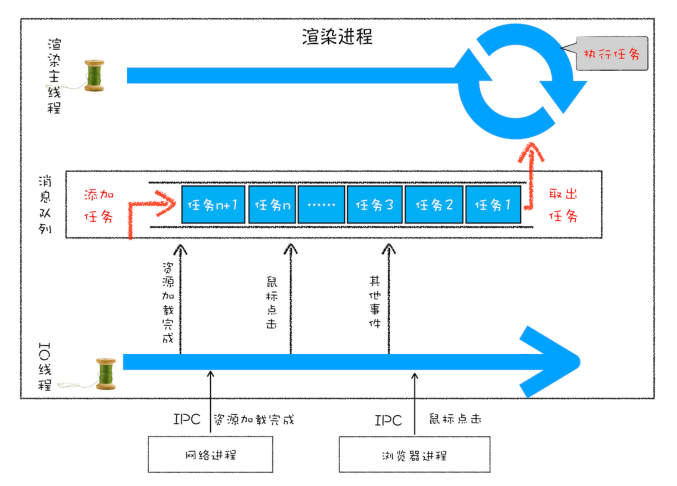 渲染进程
渲染主线程
执行任务
消息队列
添加
任务
任务n+1
任务n
……
任务3
任务2
任务1
取出
任务
资源加载完成
鼠标点击
其他事件
IO线程
IPC 资源加载完成
IPC 鼠标点击
网络进程
浏览器进程